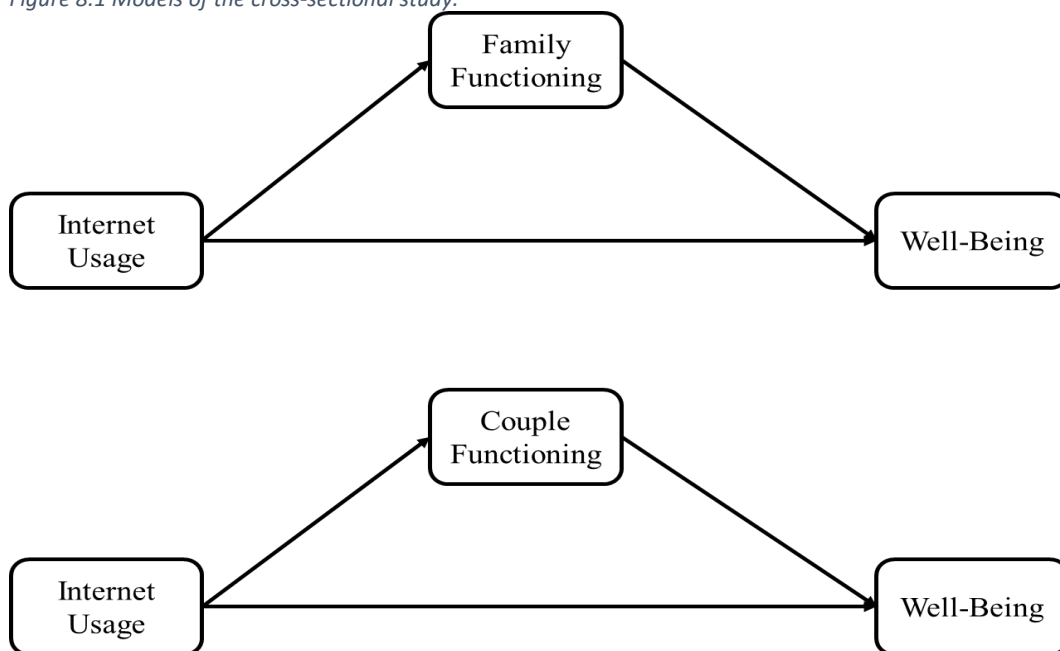 Figure 8.1 Models of the cross-sectional study.
Family
Functioning
Internet
Usage
Well-Being
Couple
Functioning
Internet
Usage
Well-Being